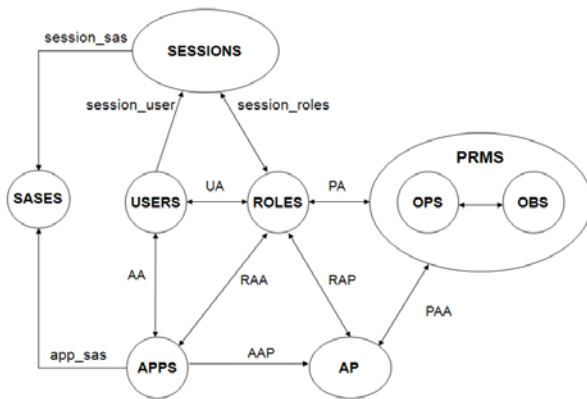 session_sas
SESSIONS
session_user
session_roles
PRMS
SASES
USERS
UA
ROLES
PA
OPS
OBS
AA
RAA
RAP
PAA
app_sas
APPS
AAP
AP